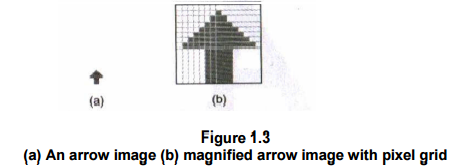 (a)
(b)
Figure 1.3
(a) An arrow image (b) magnified arrow image with pixel grid